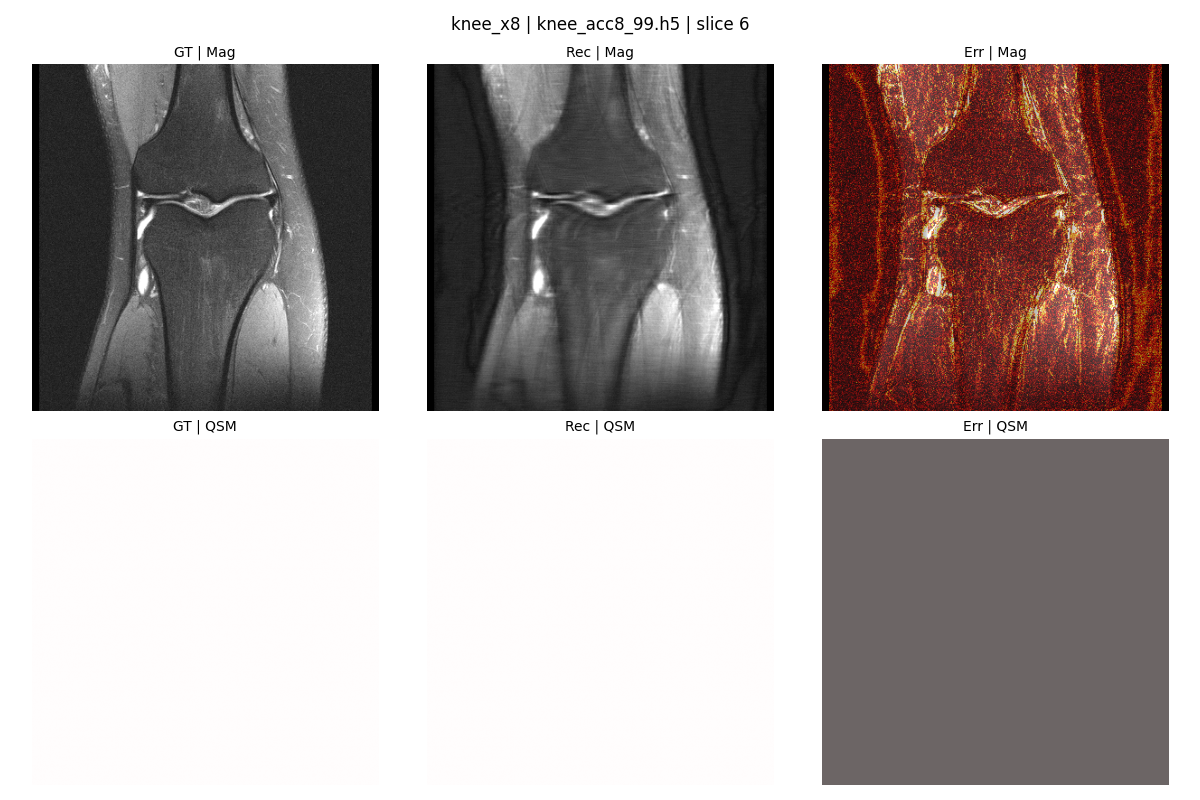 knee_x8 | knee_acc8_99.h5 | slice 6
GT | Mag
Rec | Mag
Err | Mag
GT | QSM
Rec | QSM
Err | QSM